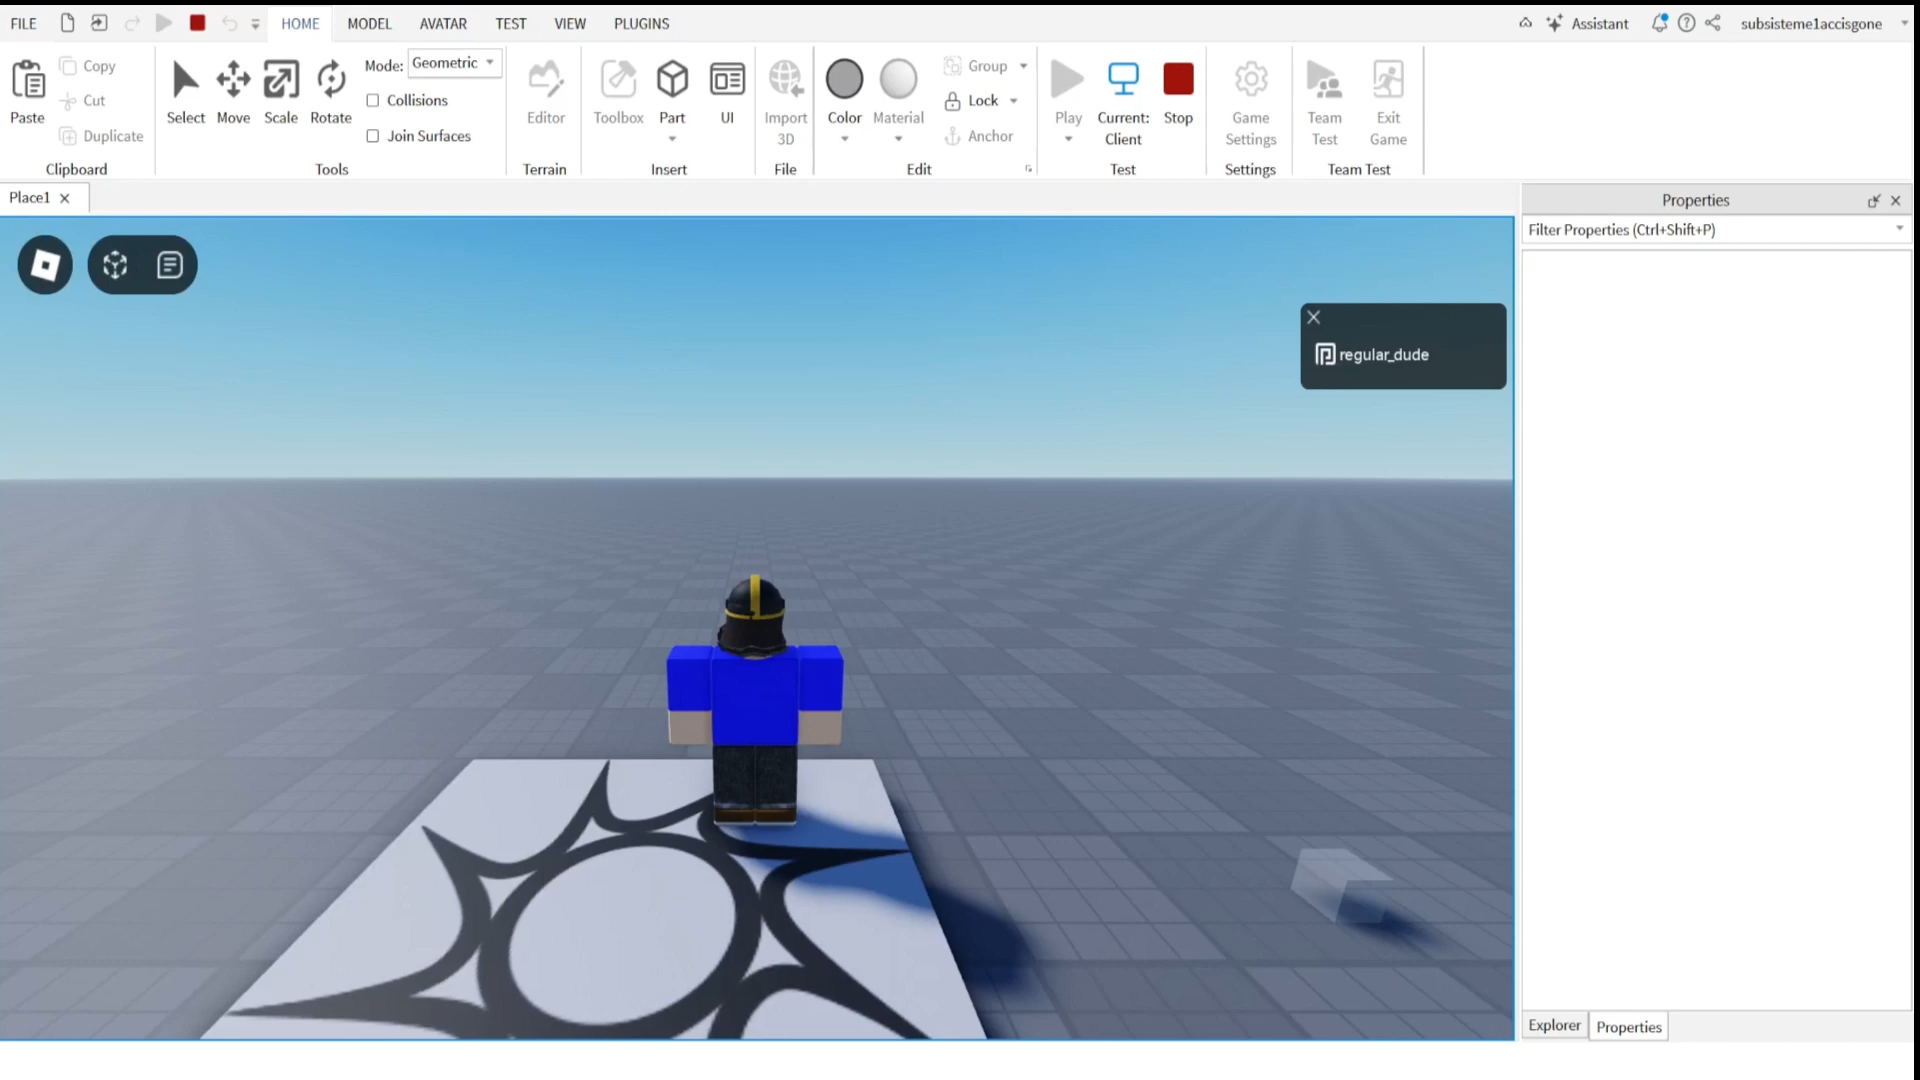 FILE HOME MODEL AVATAR TEST VIEW PLUGINS Assistant subsisteme1accisgone
Paste Copy Cut Duplicate Clipboard
Select Move Scale Rotate Mode: Geometric Collisions Join Surfaces Tools
Editor Terrain
Toolbox Part UI Insert
Import 3D File
Color Material Group Lock Anchor Edit
Play Current: Client Stop Test
Game Settings Settings
Team Test Exit Game Team Test
Place1
Properties
Filter Properties (Ctrl+Shift+P)
regular_dude
Explorer Properties